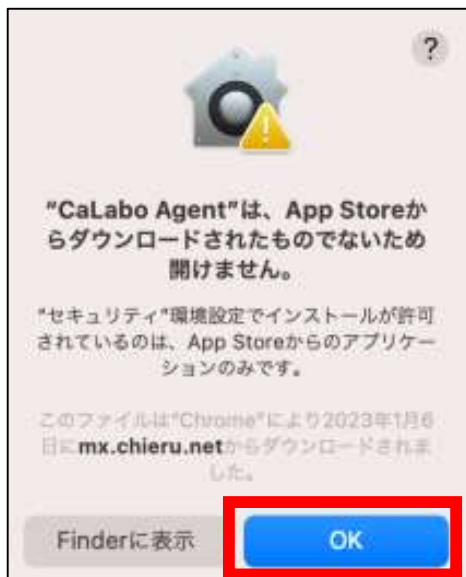 ?
"CaLabo Agent"は、App Storeか
らダウンロードされたものでないため
開けません。
"セキュリティ"環境設定でインストールが許可
されているのは、App Storeからのアプリケー
ションのみです。
このファイルは"Chrome"により2023年1月6
日にmx.chieru.netからダウンロードされま
した。
Finderに表示
OK